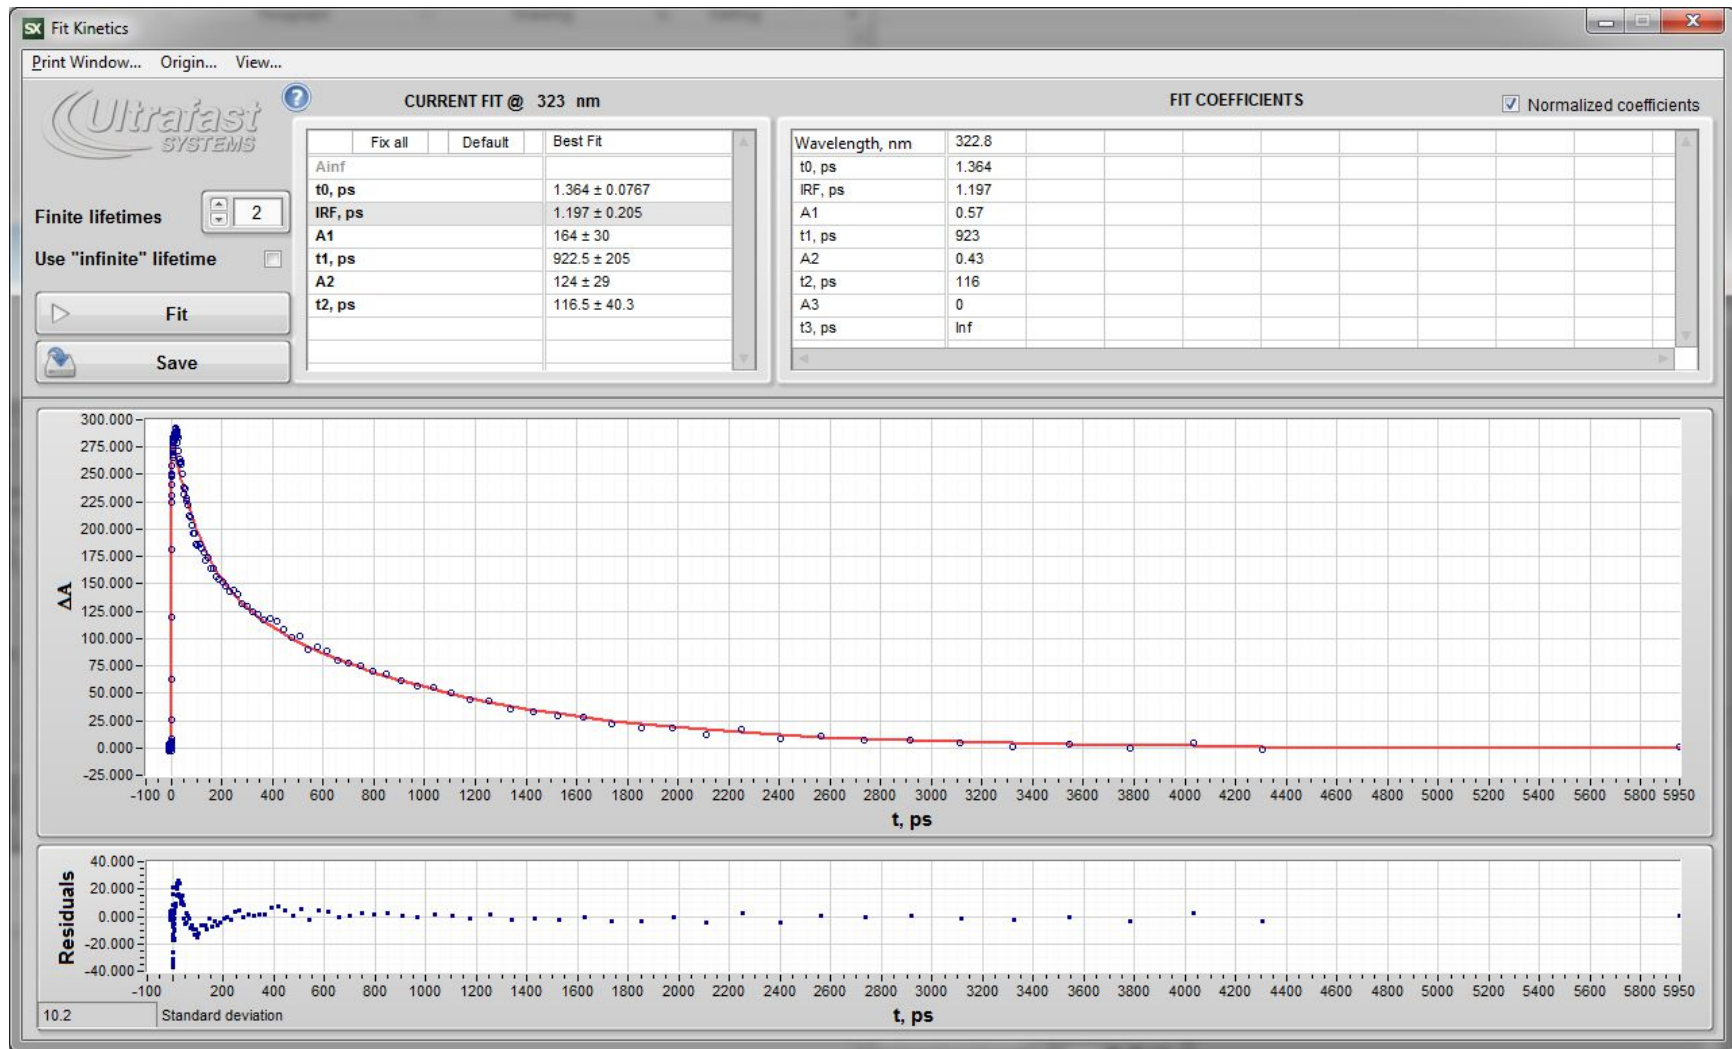 Fit Kinetics
Print Window... Origin... View...
Ultrafast
SYSTEMS
?
CURRENT FIT @ 323 nm
FIT COEFFICIENTS
Normalized coefficients
Finite lifetimes 2
Use "infinite" lifetime
Fit
Save
Fix all Default Best Fit
Ainf
t0, ps 1.364 ± 0.0767
IRF, ps 1.197 ± 0.205
A1 164 ± 30
t1, ps 922.5 ± 205
A2 124 ± 29
t2, ps 116.5 ± 40.3
Wavelength, nm 322.8
t0, ps 1.364
IRF, ps 1.197
A1 0.57
t1, ps 923
A2 0.43
t2, ps 116
A3 0
t3, ps Inf
300.000
275.000
250.000
225.000
200.000
175.000
150.000
125.000
100.000
75.000
50.000
25.000
0.000
-25.000
ΔA
-100 0 200 400 600 800 1000 1200 1400 1600 1800 2000 2200 2400 2600 2800 3000 3200 3400 3600 3800 4000 4200 4400 4600 4800 5000 5200 5400 5600 5800 5950
t, ps
40.000
20.000
0.000
-20.000
-40.000
Residuals
-100 0 200 400 600 800 1000 1200 1400 1600 1800 2000 2200 2400 2600 2800 3000 3200 3400 3600 3800 4000 4200 4400 4600 4800 5000 5200 5400 5600 5800 5950
t, ps
10.2 Standard deviation